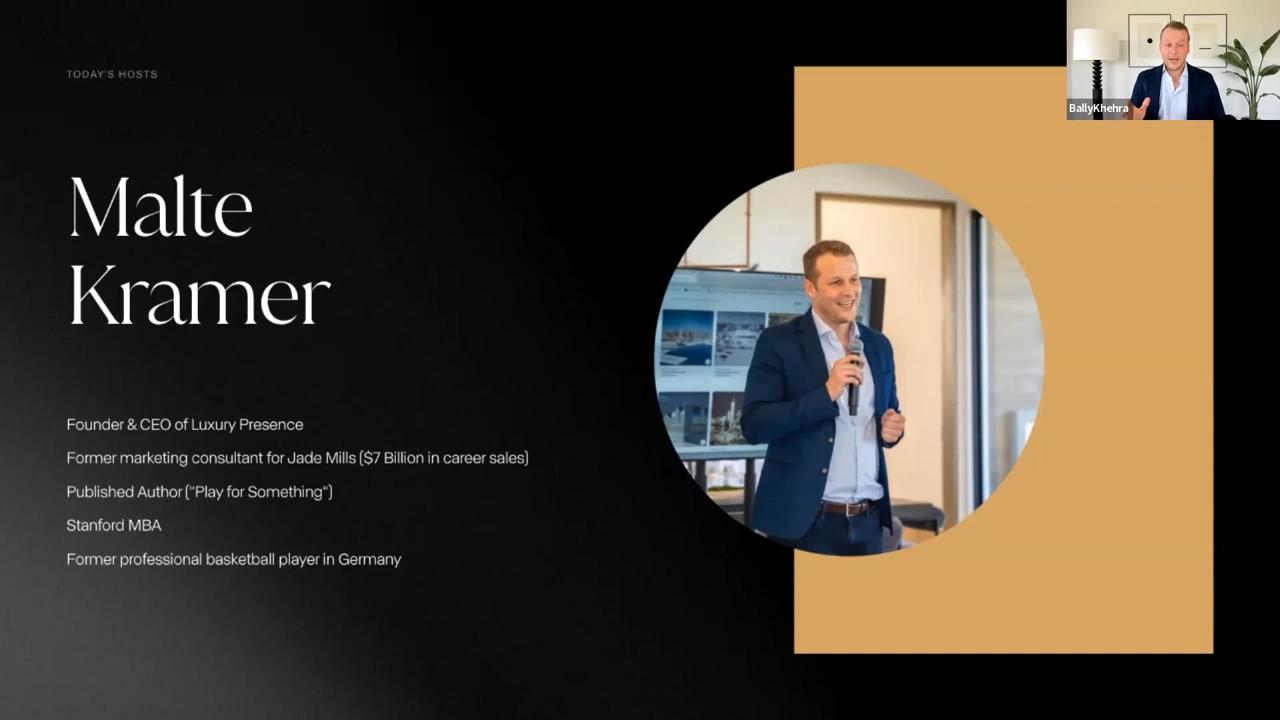 TODAY'S HOSTS
BallyKhehra
Malte
Kramer
Founder & CEO of Luxury Presence
Former marketing consultant for Jade Mills ($7 Billion in career sales)
Published Author ("Play for Something")
Stanford MBA
Former professional basketball player in Germany